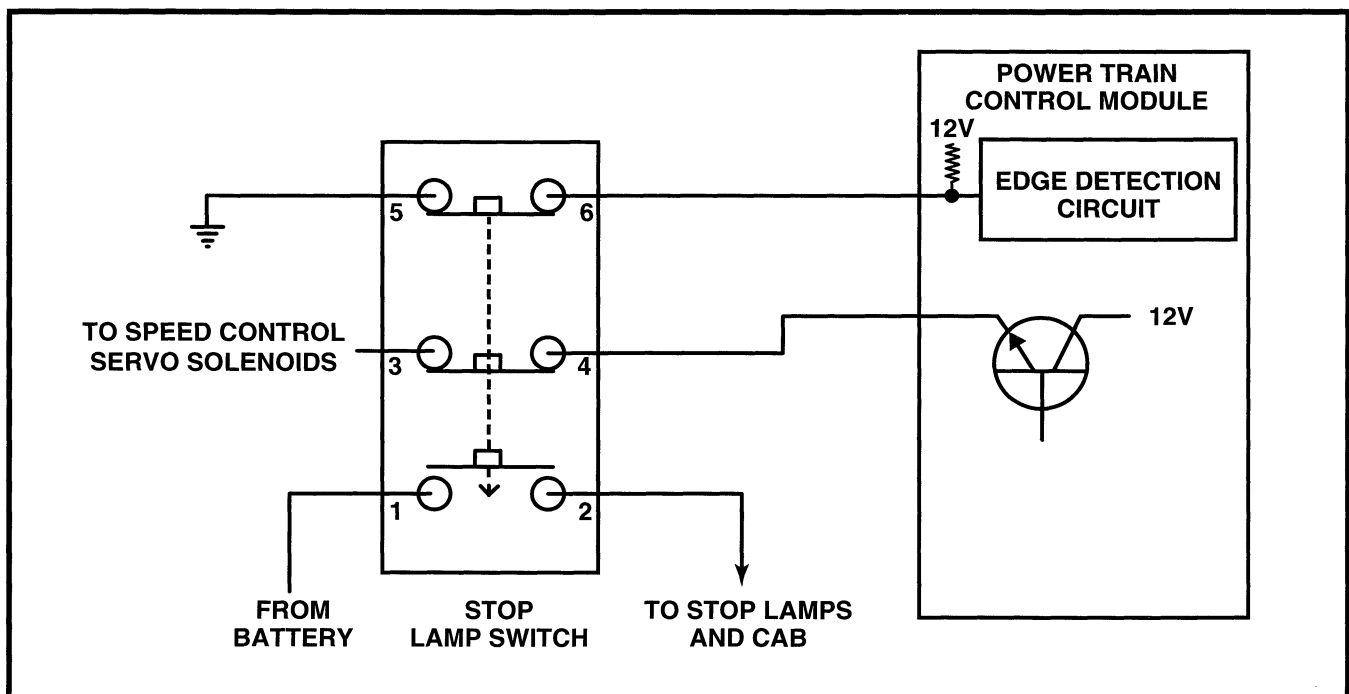 POWER TRAIN
CONTROL MODULE
12V
EDGE DETECTION
CIRCUIT
5
6
TO SPEED CONTROL
SERVO SOLENOIDS
3
4
12V
1
2
FROM
BATTERY
STOP
LAMP SWITCH
TO STOP LAMPS
AND CAB